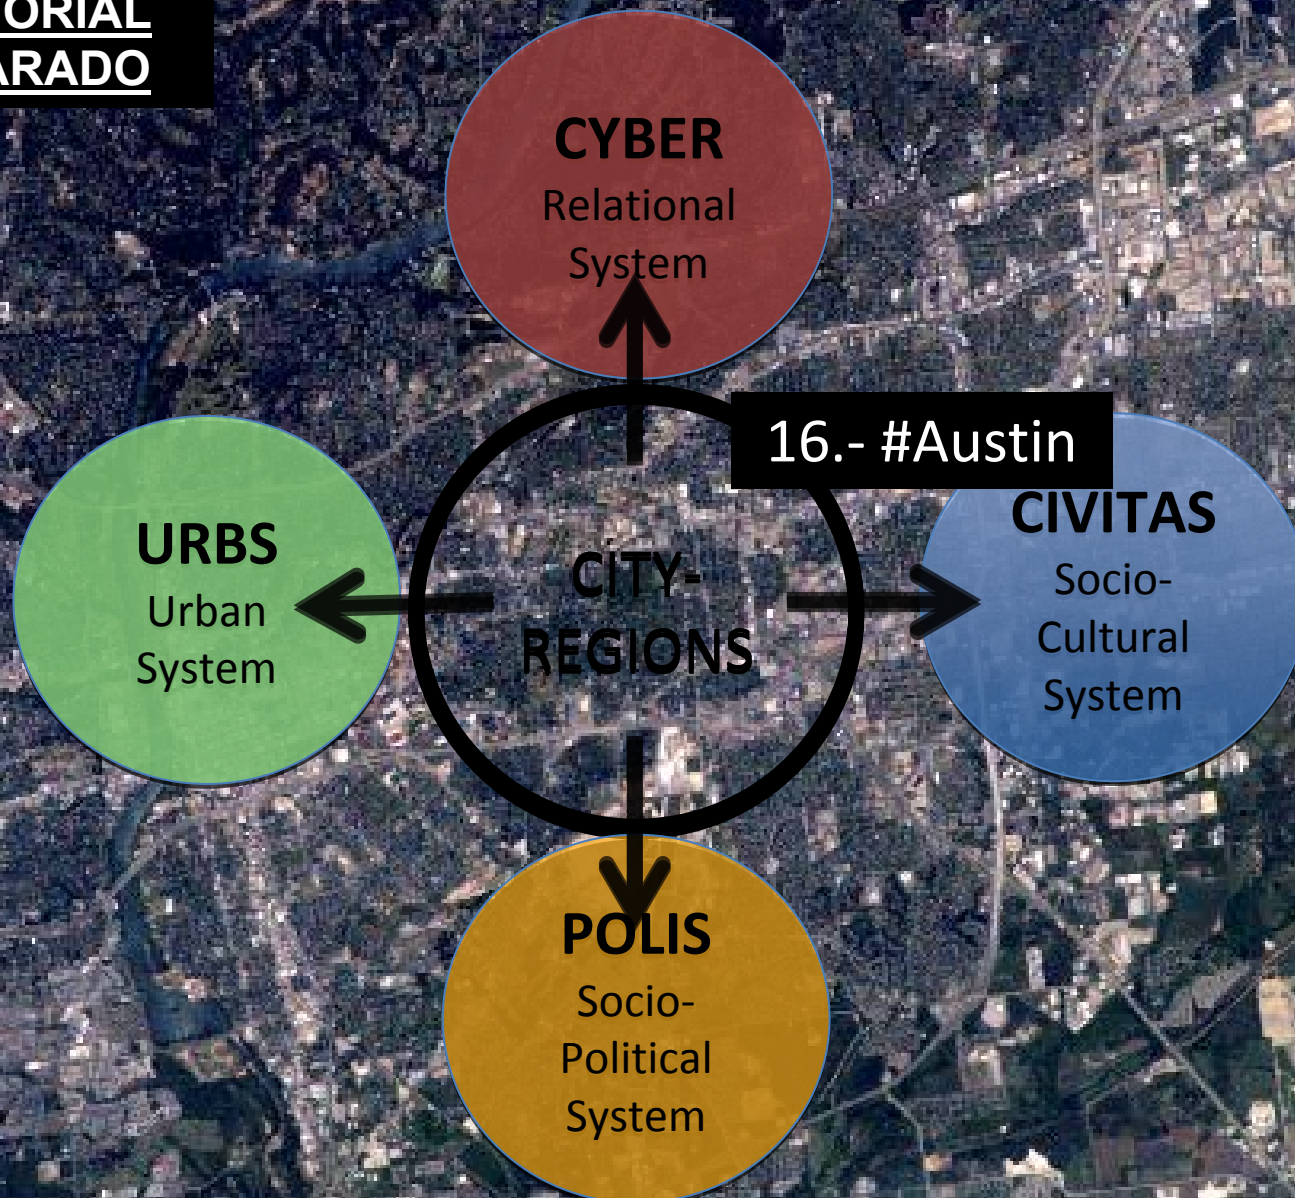 ORIAL
ARADO
CYBER
Relational
System
16.- #Austin
URBS
Urban
System
CITY-
REGIONS
CIVITAS
Socio-
Cultural
System
POLIS
Socio-
Political
System